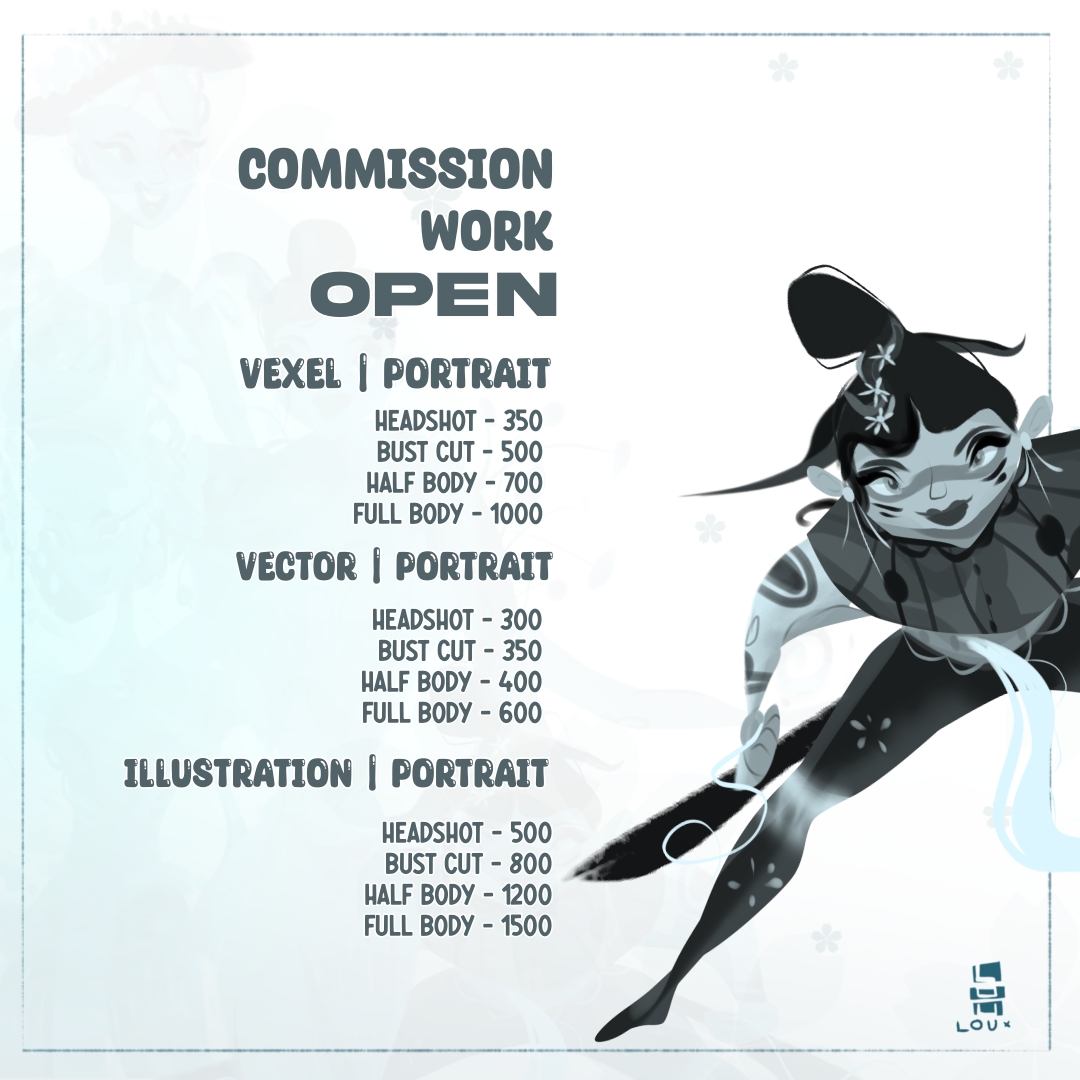 COMMISSION
WORK
OPEN
VEXEL | PORTRAIT
HEADSHOT - 350
BUST CUT - 500
HALF BODY - 700
FULL BODY - 1000
VECTOR | PORTRAIT
HEADSHOT - 300
BUST CUT - 350
HALF BODY - 400
FULL BODY - 600
ILLUSTRATION | PORTRAIT
HEADSHOT - 500
BUST CUT - 800
HALF BODY - 1200
FULL BODY - 1500
LOUx